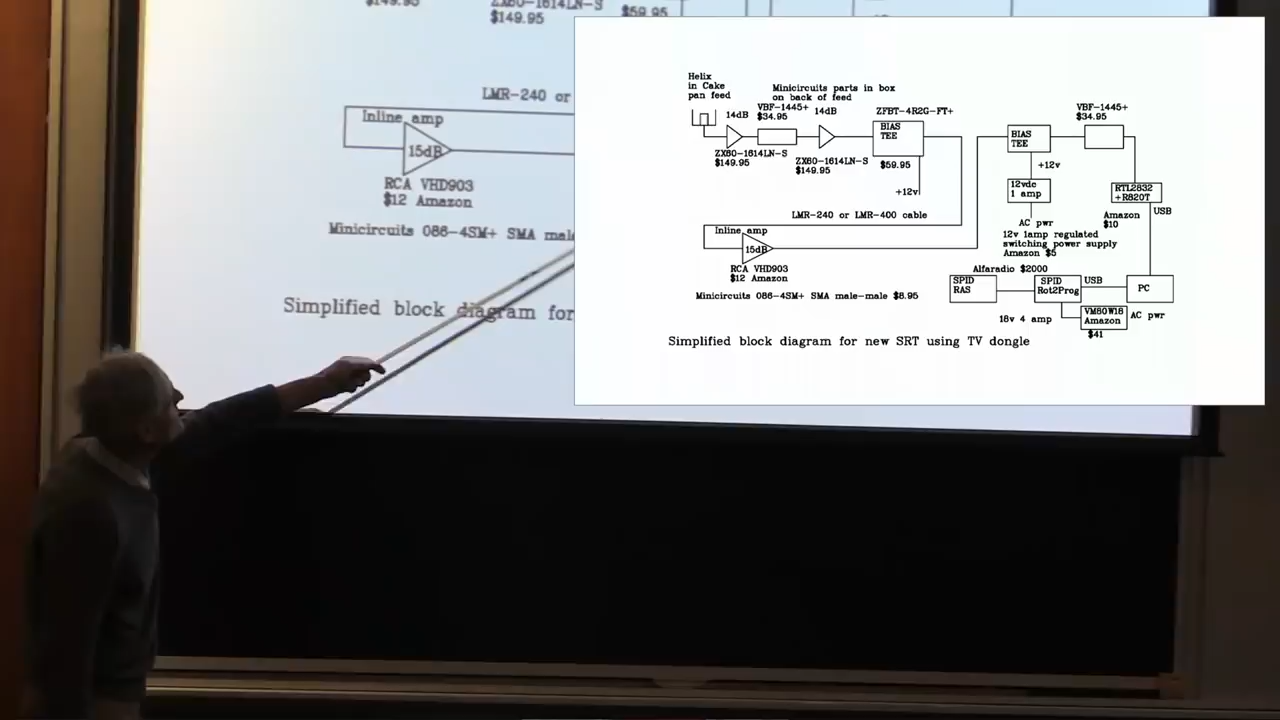 $149.95
ZX60-1614LN-S
$149.95
$59.95
LMR-240 or
Inline amp
15dB
RCA VHD903
$12 Amazon
Minicircuits 086-4SM+ SMA male
Simplified block diagram for
Helix
in Cake
pan feed
Minicircuits parts in box
on back of feed
14dB
VBF-1445+
$34.95
14dB
ZFBT-4R2G-FT+
BIAS
TEE
ZX60-1614LN-S
$149.95
ZX60-1614LN-S
$149.95
$59.95
+12v
VBF-1445+
$34.95
BIAS
TEE
+12v
12vdc
1 amp
AC pwr
12v 1amp regulated
switching power supply
Amazon $5
RTL2832
+R820T
Amazon
$10
USB
LMR-240 or LMR-400 cable
Inline amp
15dB
RCA VHD903
$12 Amazon
Minicircuits 086-4SM+ SMA male-male $8.95
Alfaradio $2000
SPID
RAS
SPID
Rot2Prog
USB
PC
18v 4 amp
VM80W18
Amazon
$41
AC pwr
Simplified block diagram for new SRT using TV dongle